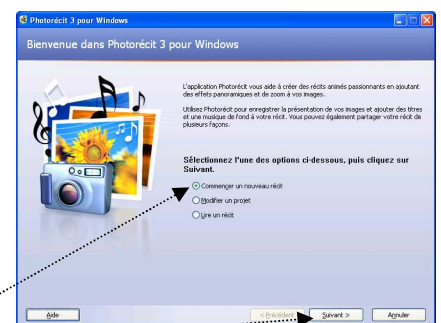 Photorécit 3 pour Windows
Bienvenue dans Photorécit 3 pour Windows
L'application Photorécit vous aide à créer des récits animés passionnants en ajoutant
des effets panoramiques et de zoom à vos images.
Utilisez Photorécit pour enregistrer la présentation de vos images et ajouter des titres
et une musique de fond à votre récit. Vous pouvez également partager votre récit de
plusieurs façons.
Sélectionnez l'une des options ci-dessous, puis cliquez sur
Suivant.
Commencer un nouveau récit
Modifier un projet
Lire un récit
Aide
< Précédent
Suivant >
Annuler